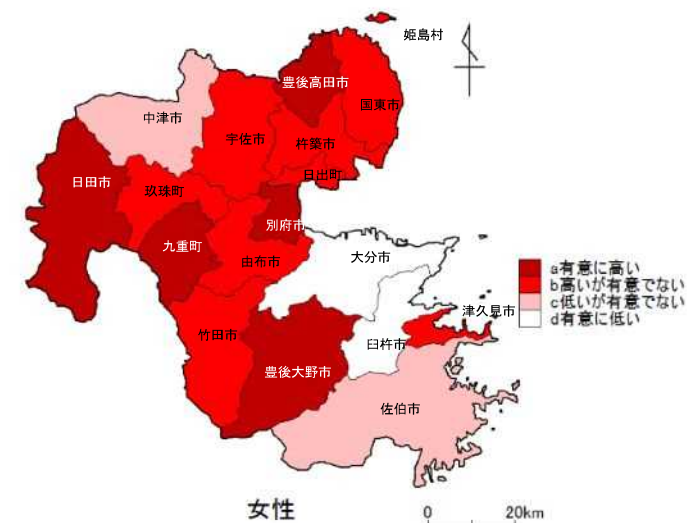 姫島村
豊後高田市
国東市
中津市
宇佐市
杵築市
日出町
日田市
玖珠町
別府市
九重町
由布市
大分市
a有意に高い
b高いが有意でない
c低いが有意でない
d有意に低い
津久見市
竹田市
臼杵市
豊後大野市
佐伯市
女性
0 20km